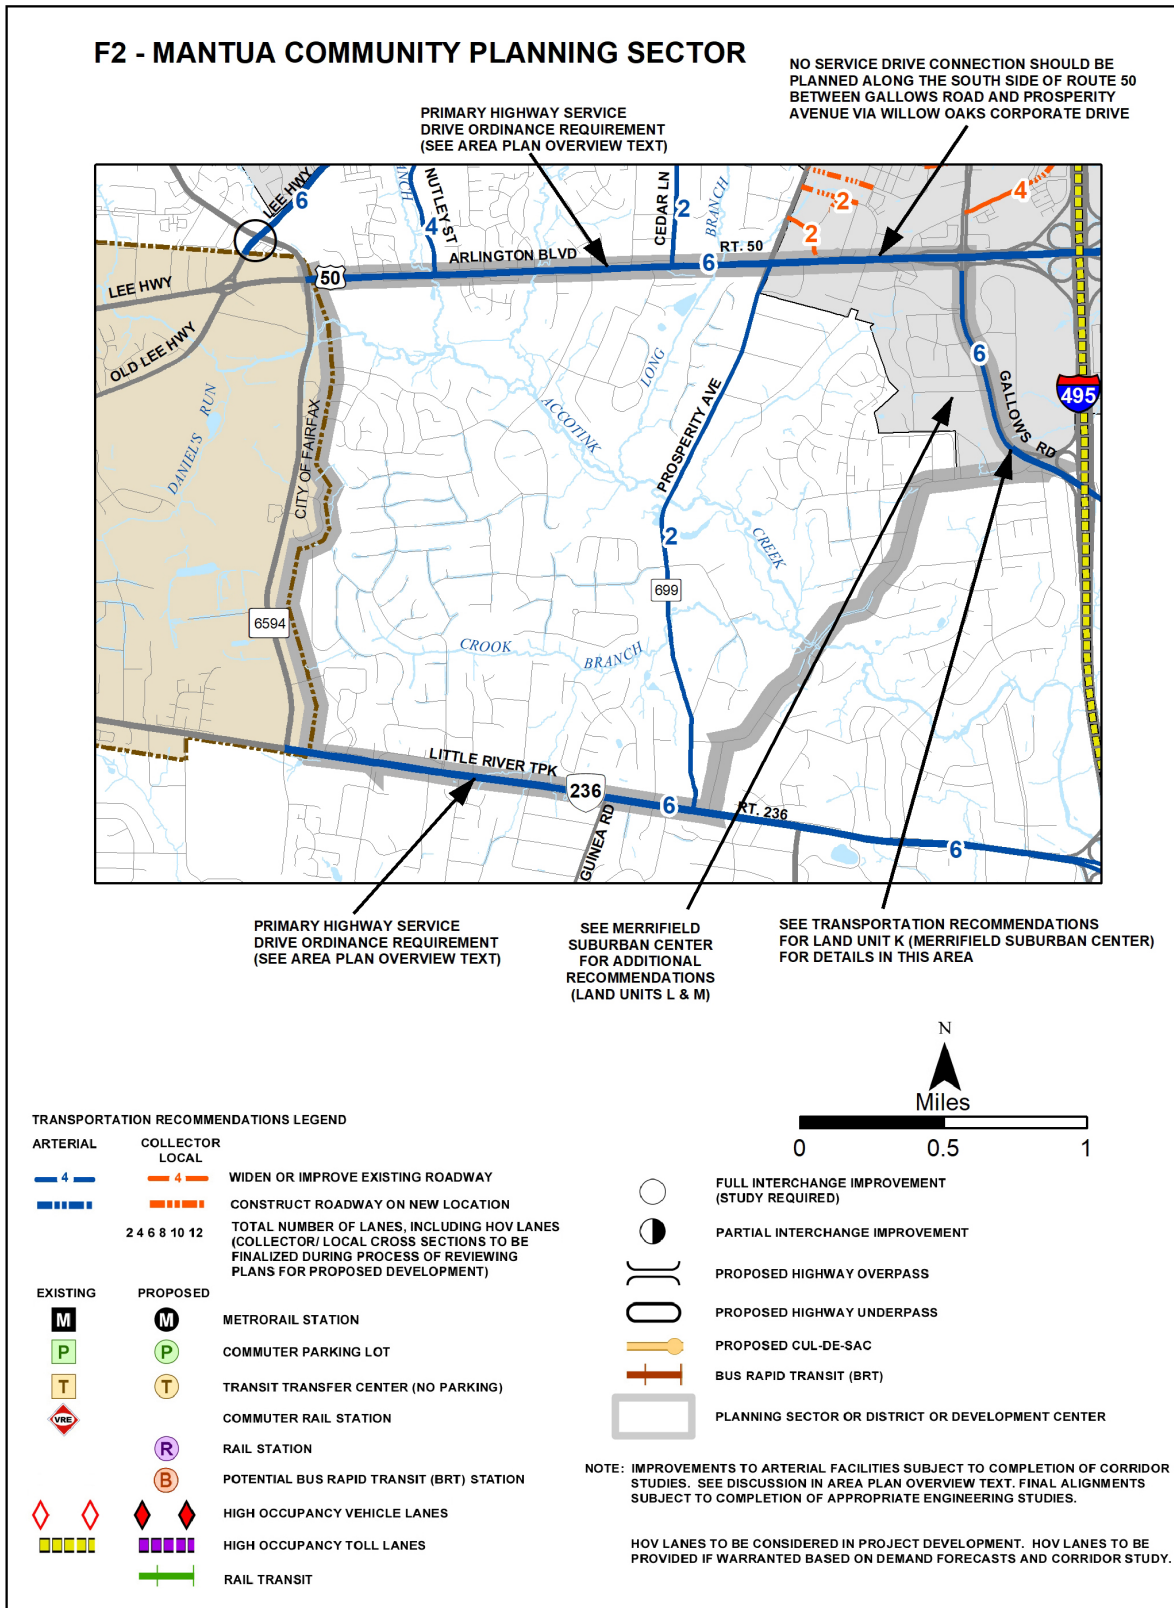 F2 - MANTUA COMMUNITY PLANNING SECTOR
NO SERVICE DRIVE CONNECTION SHOULD BE
PLANNED ALONG THE SOUTH SIDE OF ROUTE 50
BETWEEN GALLOWS ROAD AND PROSPERITY
AVENUE VIA WILLOW OAKS CORPORATE DRIVE
PRIMARY HIGHWAY SERVICE
DRIVE ORDINANCE REQUIREMENT
(SEE AREA PLAN OVERVIEW TEXT)
LEE HWY
6
NUTLEY ST
4
CEDAR LN
2
BRANCH
2
2
4
ARLINGTON BLVD
RT. 50
6
50
LEE HWY
OLD LEE HWY
DANIEL'S RUN
CITY OF FAIRFAX
LONG
ACCOTINK
PROSPERITY AVE
6
GALLOWS RD
495
2
CREEK
699
6594
CROOK
BRANCH
LITTLE RIVER TPK
236
6
RT. 236
6
GUINEA RD
PRIMARY HIGHWAY SERVICE
DRIVE ORDINANCE REQUIREMENT
(SEE AREA PLAN OVERVIEW TEXT)
SEE MERRIFIELD
SUBURBAN CENTER
FOR ADDITIONAL
RECOMMENDATIONS
(LAND UNITS L & M)
SEE TRANSPORTATION RECOMMENDATIONS
FOR LAND UNIT K (MERRIFIELD SUBURBAN CENTER)
FOR DETAILS IN THIS AREA
N
Miles
0 0.5 1
TRANSPORTATION RECOMMENDATIONS LEGEND
ARTERIAL
COLLECTOR
LOCAL
4 4 WIDEN OR IMPROVE EXISTING ROADWAY
CONSTRUCT ROADWAY ON NEW LOCATION
2 4 6 8 10 12 TOTAL NUMBER OF LANES, INCLUDING HOV LANES
(COLLECTOR/ LOCAL CROSS SECTIONS TO BE
FINALIZED DURING PROCESS OF REVIEWING
PLANS FOR PROPOSED DEVELOPMENT)
EXISTING PROPOSED
M M METRORAIL STATION
P P COMMUTER PARKING LOT
T T TRANSIT TRANSFER CENTER (NO PARKING)
VRE COMMUTER RAIL STATION
R RAIL STATION
B POTENTIAL BUS RAPID TRANSIT (BRT) STATION
HIGH OCCUPANCY VEHICLE LANES
HIGH OCCUPANCY TOLL LANES
RAIL TRANSIT
FULL INTERCHANGE IMPROVEMENT
(STUDY REQUIRED)
PARTIAL INTERCHANGE IMPROVEMENT
PROPOSED HIGHWAY OVERPASS
PROPOSED HIGHWAY UNDERPASS
PROPOSED CUL-DE-SAC
BUS RAPID TRANSIT (BRT)
PLANNING SECTOR OR DISTRICT OR DEVELOPMENT CENTER
NOTE: IMPROVEMENTS TO ARTERIAL FACILITIES SUBJECT TO COMPLETION OF CORRIDOR
STUDIES. SEE DISCUSSION IN AREA PLAN OVERVIEW TEXT. FINAL ALIGNMENTS
SUBJECT TO COMPLETION OF APPROPRIATE ENGINEERING STUDIES.
HOV LANES TO BE CONSIDERED IN PROJECT DEVELOPMENT. HOV LANES TO BE
PROVIDED IF WARRANTED BASED ON DEMAND FORECASTS AND CORRIDOR STUDY.